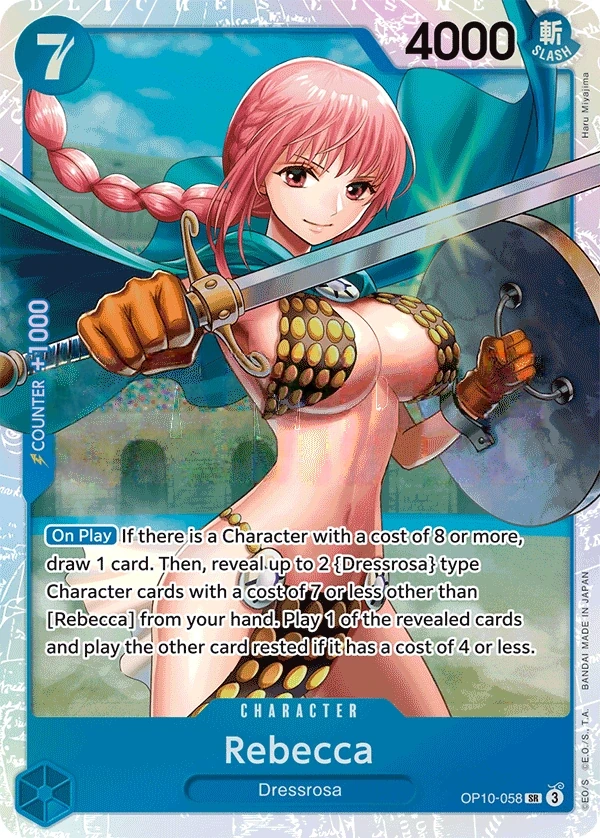 7
4000
斬
SLASH
Haru Miyajima
COUNTER +1000
On Play If there is a Character with a cost of 8 or more,
draw 1 card. Then, reveal up to 2 {Dressrosa} type
Character cards with a cost of 7 or less other than
[Rebecca] from your hand. Play 1 of the revealed cards
and play the other card rested if it has a cost of 4 or less.
CHARACTER
Rebecca
Dressrosa
OP10-058 SR 3
©EO/S ©E.O./S., T.A. BANDAI MADE IN JAPAN